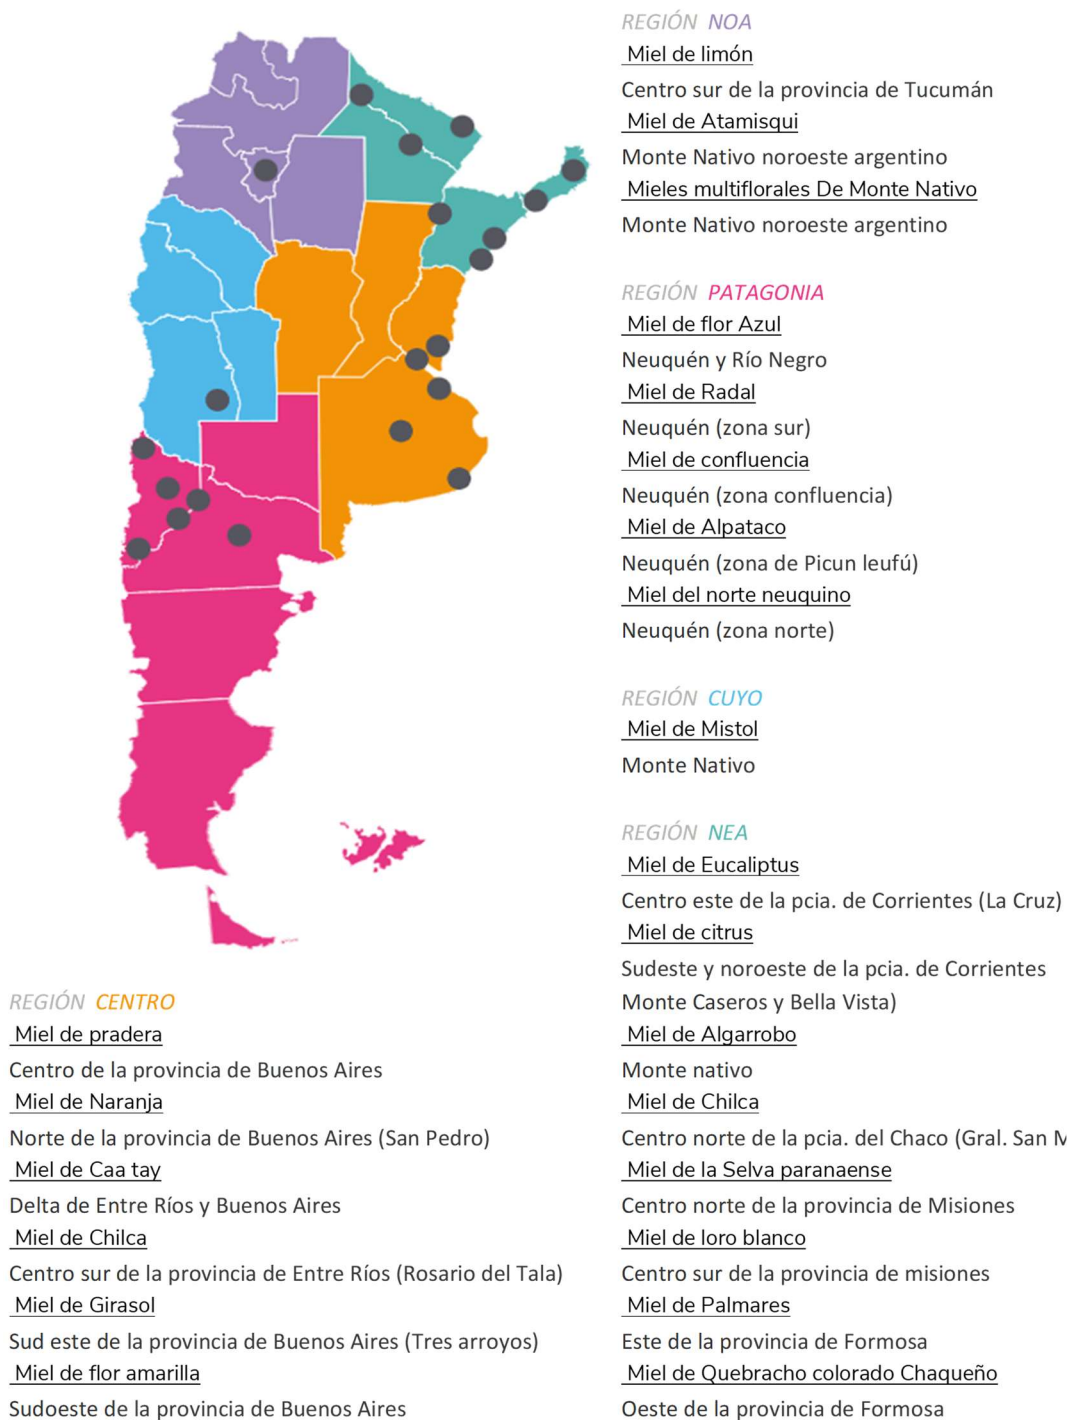 REGIÓN NOA
Miel de limón
Centro sur de la provincia de Tucumán
Miel de Atamisqui
Monte Nativo noroeste argentino
Mieles multiflorales De Monte Nativo
Monte Nativo noroeste argentino
REGIÓN PATAGONIA
Miel de flor Azul
Neuquén y Río Negro
Miel de Radal
Neuquén (zona sur)
Miel de confluencia
Neuquén (zona confluencia)
Miel de Alpataco
Neuquén (zona de Picun leufú)
Miel del norte neuquino
Neuquén (zona norte)
REGIÓN CUYO
Miel de Mistol
Monte Nativo
REGIÓN NEA
Miel de Eucaliptus
Centro este de la pcia. de Corrientes (La Cruz)
Miel de citrus
Sudeste y noroeste de la pcia. de Corrientes
Monte Caseros y Bella Vista)
Miel de Algarrobo
Monte nativo
Miel de Chilca
Centro norte de la pcia. del Chaco (Gral. San
Miel de la Selva paranaense
Centro norte de la provincia de Misiones
Miel de loro blanco
Centro sur de la provincia de misiones
Miel de Palmares
Este de la provincia de Formosa
Miel de Quebracho colorado Chaqueño
Oeste de la provincia de Formosa
REGIÓN CENTRO
Miel de pradera
Centro de la provincia de Buenos Aires
Miel de Naranja
Norte de la provincia de Buenos Aires (San Pedro)
Miel de Caa tay
Delta de Entre Ríos y Buenos Aires
Miel de Chilca
Centro sur de la provincia de Entre Ríos (Rosario del Tala)
Miel de Girasol
Sud este de la provincia de Buenos Aires (Tres arroyos)
Miel de flor amarilla
Sudoeste de la provincia de Buenos Aires